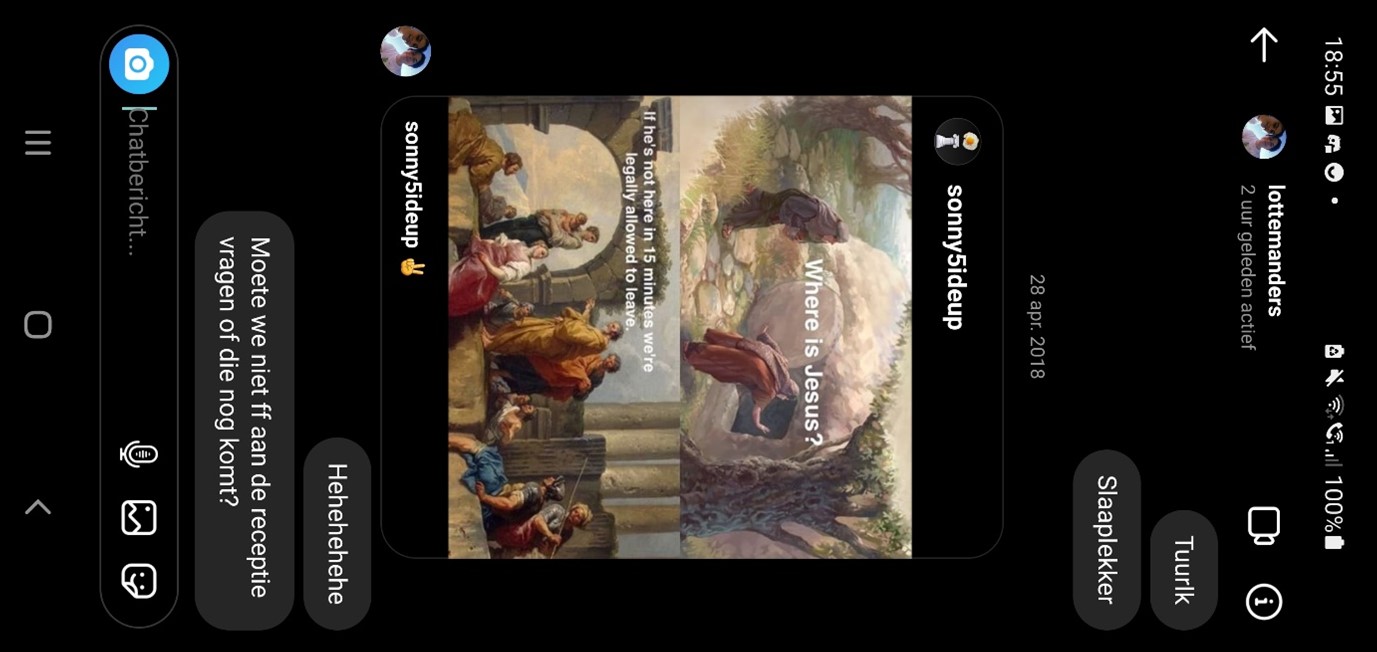 18:55
100%
lottemanders
2 uur geleden actief
Tuurlk
Slaaplekker
28 apr. 2018
sonny5ideup
Where is Jesus?
If he's not here in 15 minutes we're
legally allowed to leave.
sonny5ideup ✌️
Hehehehehe
Moete we niet ff aan de receptie
vragen of die nog komt?
Chatbericht...